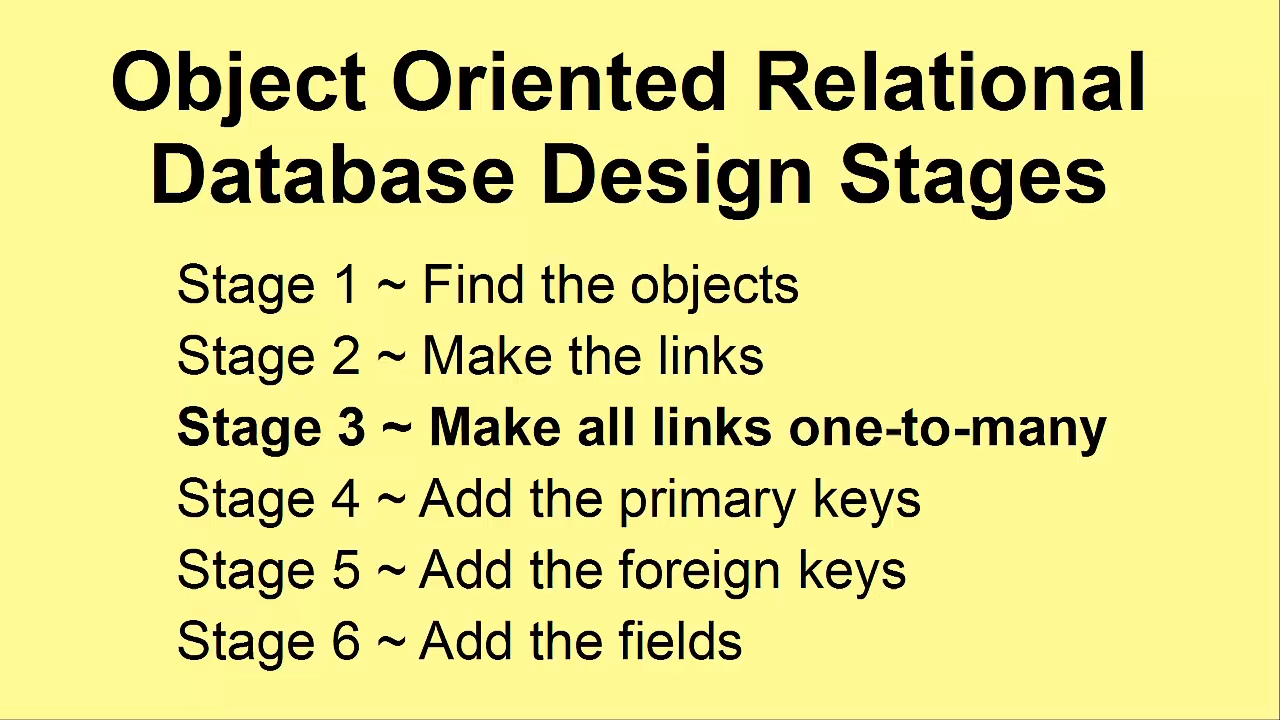 Object Oriented Relational
Database Design Stages
Stage 1 ~ Find the objects
Stage 2 ~ Make the links
Stage 3 ~ Make all links one-to-many
Stage 4 ~ Add the primary keys
Stage 5 ~ Add the foreign keys
Stage 6 ~ Add the fields